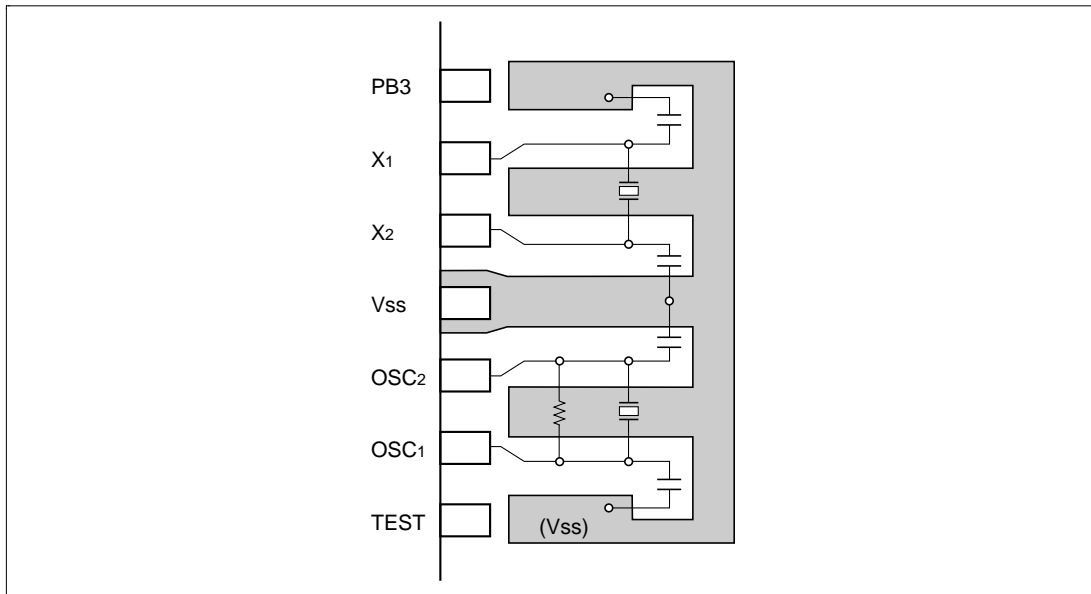 PB3
X1
X2
Vss
OSC2
OSC1
TEST
(Vss)